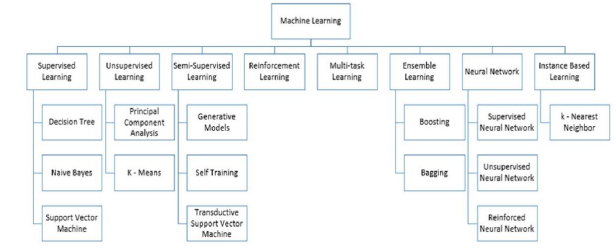 Machine Learning
Supervised
Learning
Unsupervised
Learning
Semi-Supervised
Learning
Reinforcement
Learning
Multi-task
Learning
Ensemble
Learning
Neural Network
Instance Based
Learning
Decision Tree
Principal
Component
Analysis
Generative
Models
Boosting
Supervised
Neural Network
k - Nearest
Neighbor
Naive Bayes
K - Means
Self Training
Bagging
Unsupervised
Neural Network
Support Vector
Machine
Transductive
Support Vector
Machine
Reinforced
Neural Network